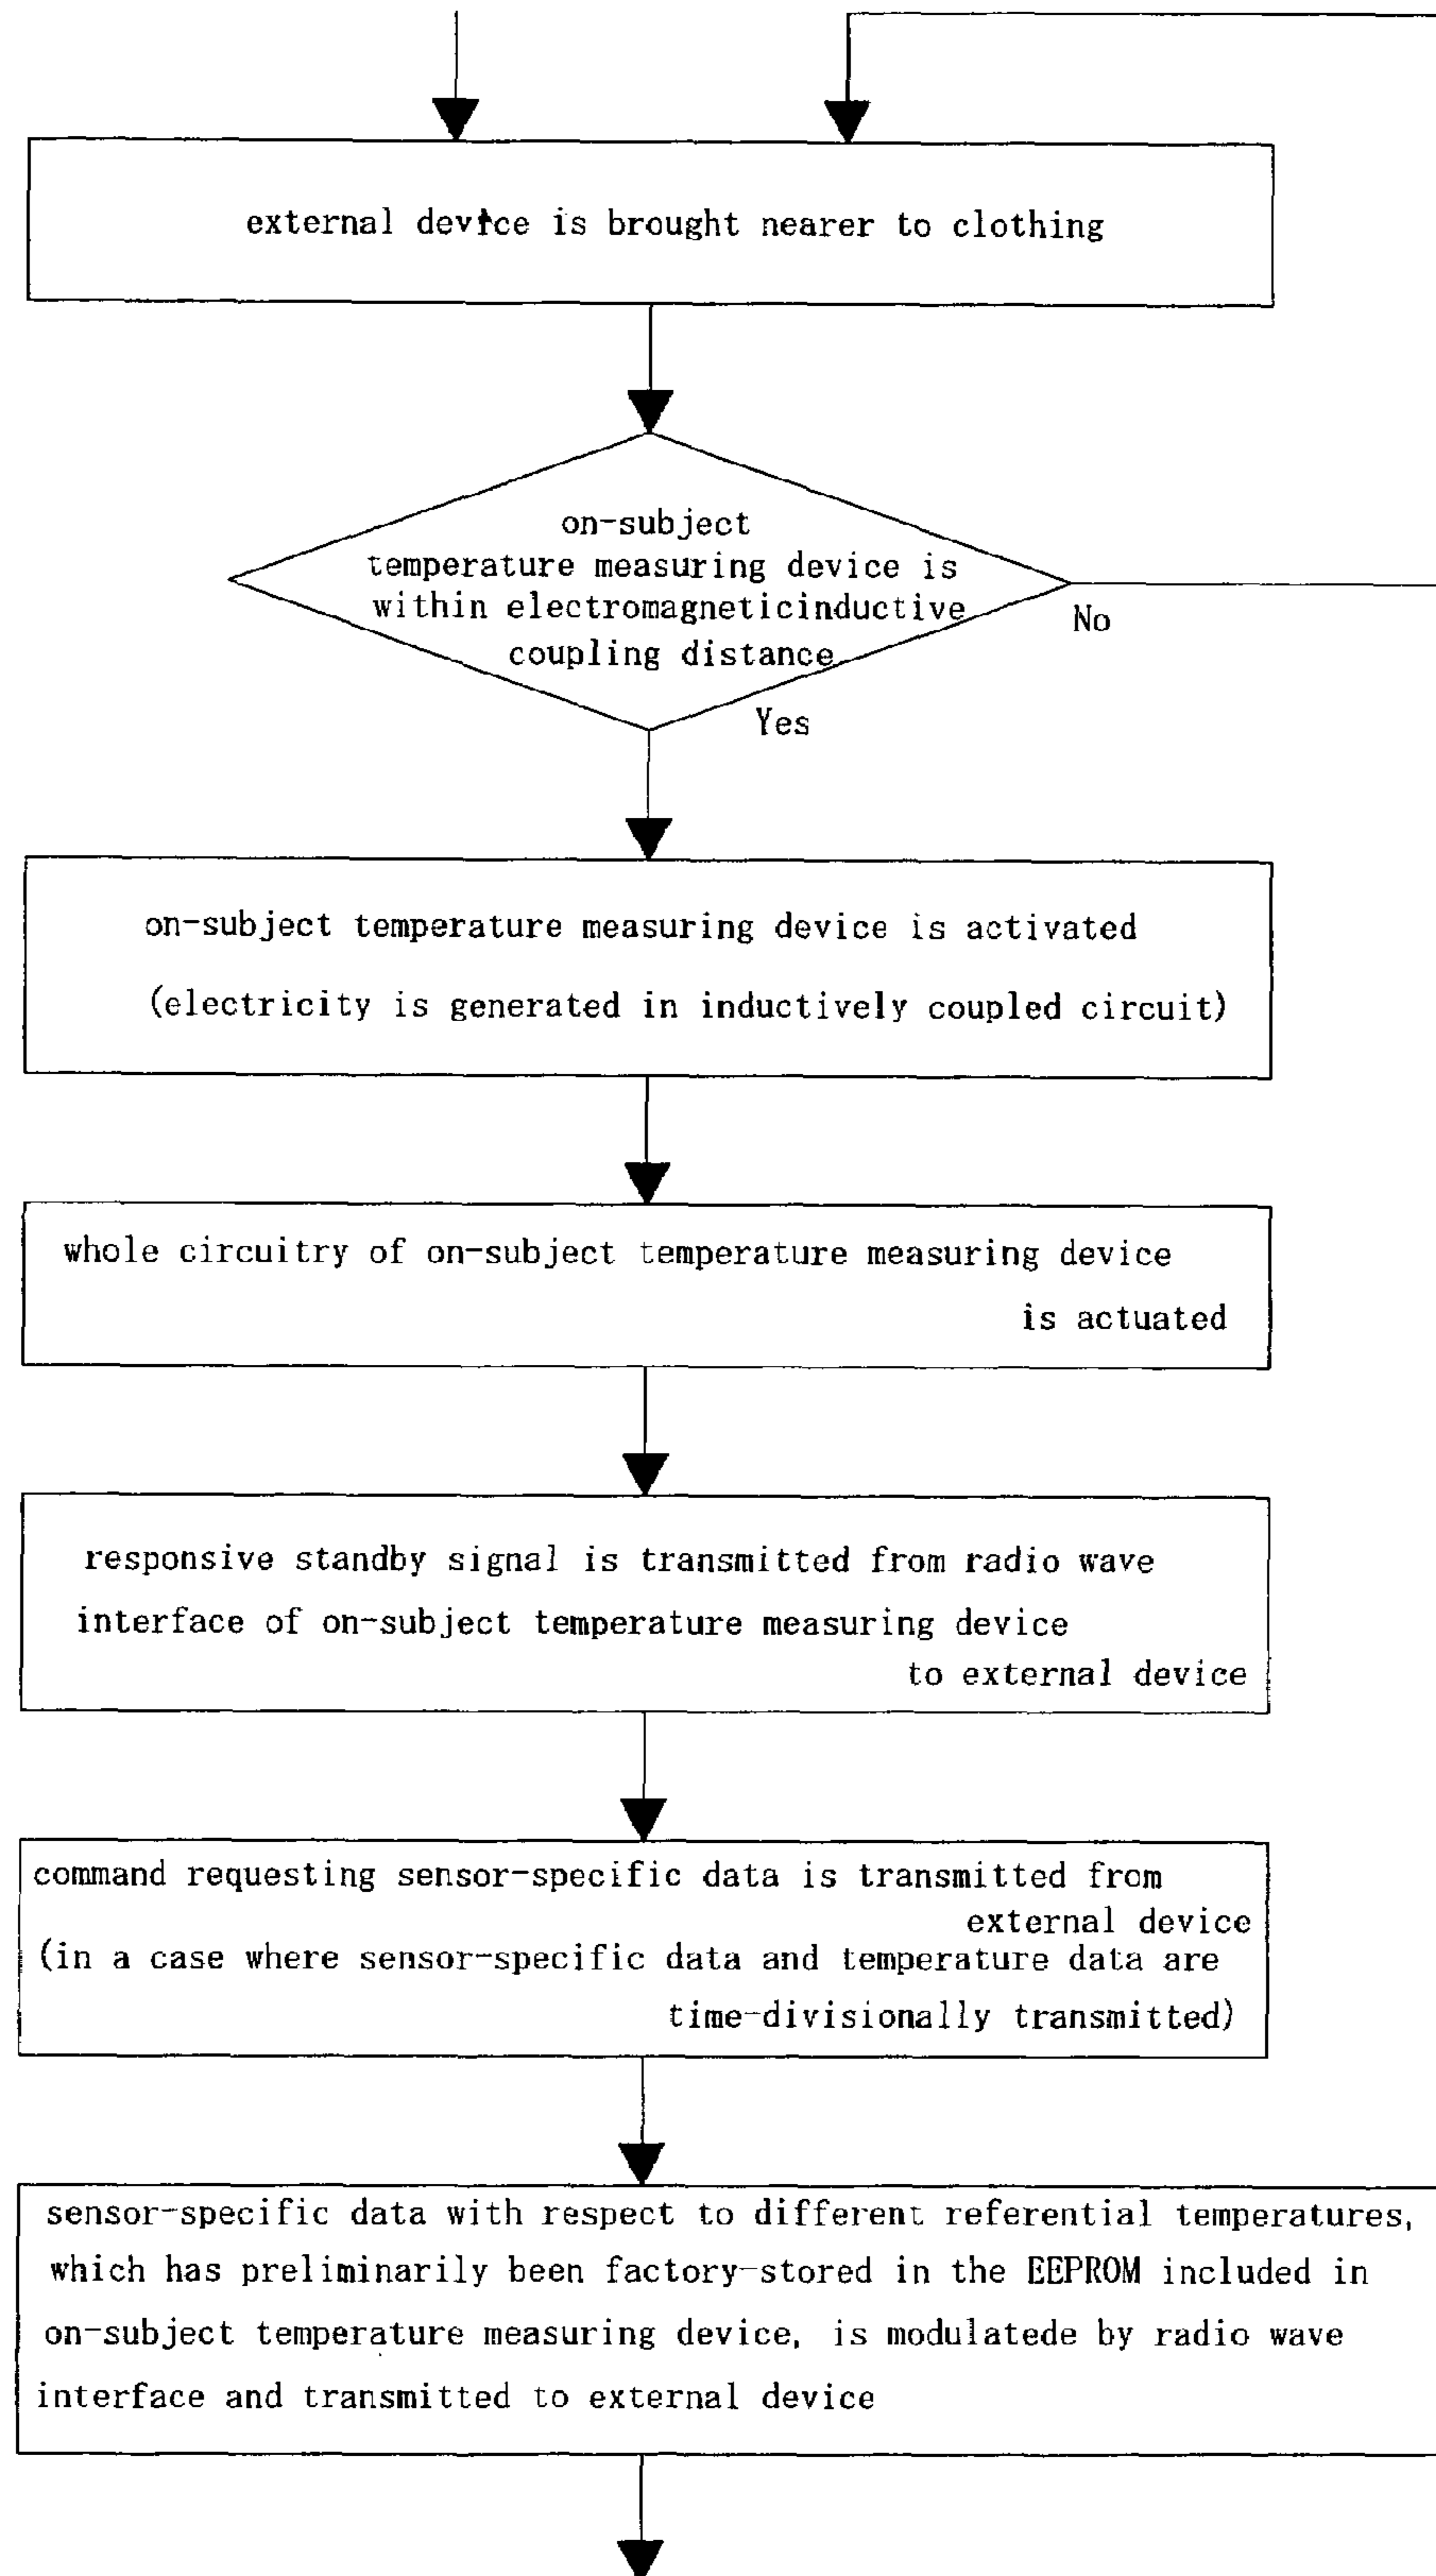 external device is brought nearer to clothing
on-subject
temperature measuring device is
within electromagneticinductive
coupling distance
No
Yes
on-subject temperature measuring device is activated
(electricity is generated in inductively coupled circuit)
whole circuitry of on-subject temperature measuring device
is actuated
responsive standby signal is transmitted from radio wave
interface of on-subject temperature measuring device
to external device
command requesting sensor-specific data is transmitted from
external device
(in a case where sensor-specific data and temperature data are
time-divisionally transmitted)
sensor-specific data with respect to different referential temperatures,
which has preliminarily been factory-stored in the EEPROM included in
on-subject temperature measuring device, is modulatede by radio wave
interface and transmitted to external device